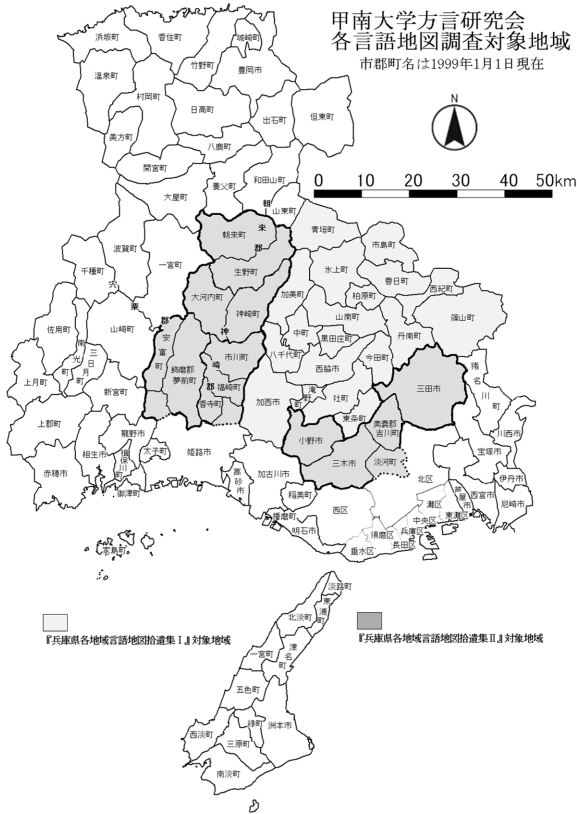 甲南大学方言研究会
各言語地図調査対象地域
市郡町名は1999年1月1日現在
N
0 10 20 30 40 50km
浜坂町
香住町
城崎町
竹野町
豊岡市
温泉町
村岡町
日高町
出石町
但東町
美方町
八鹿町
関宮町
養父町
和田山町
大屋町
山東町
朝来郡
朝来町
青垣町
市島町
波賀町
一宮町
生野町
氷上町
春日町
千種町
宍粟郡
大河内町
加美町
柏原町
西紀町
神崎町
山南町
篠山町
佐用町
山崎町
安富町
神崎郡
中町
黒田庄町
丹南町
南光町
三日月町
市川町
八千代町
今田町
飾磨郡
夢前町
西脇市
上月町
新宮町
福崎町
三田市
猪名川町
香寺町
加西市
滝野町
社町
上郡町
東条町
美嚢郡
吉川町
龍野市
小野市
川西市
相生市
揖保川町
太子町
姫路市
三木市
淡河町
宝塚市
赤穂市
高砂市
加古川市
北区
伊丹市
御津町
稲美町
西区
灘区
芦屋市
西宮市
尼崎市
播磨町
中央区
東灘区
明石市
須磨区
兵庫区
長田区
垂水区
家島町
淡路町
東浦町
北淡町
『兵庫県各地域言語地図拾遺集Ⅰ』対象地域
『兵庫県各地域言語地図拾遺集Ⅱ』対象地域
津名町
一宮町
五色町
緑町
洲本市
西淡町
三原町
南淡町